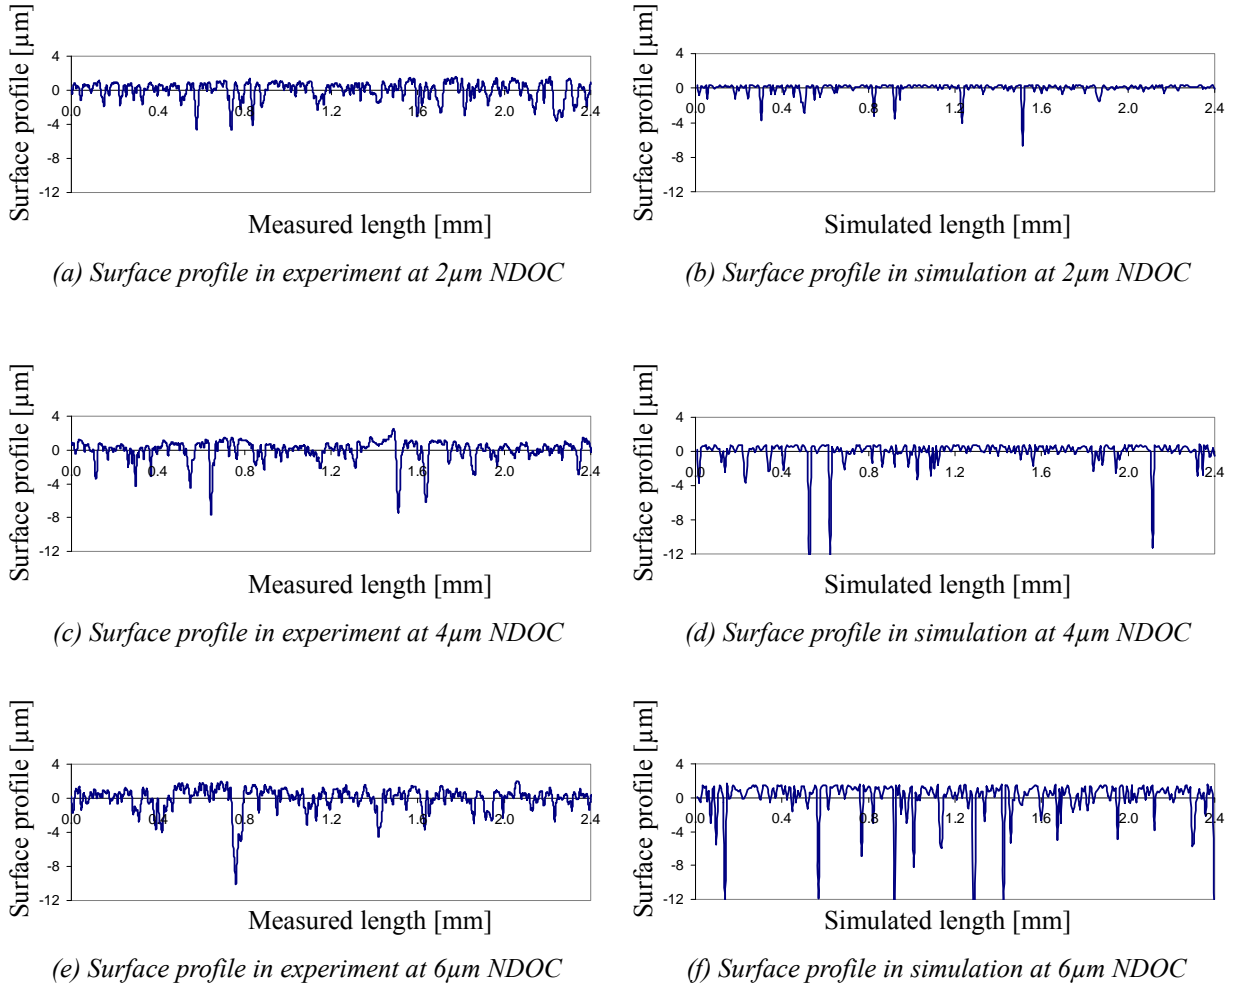 Surface profile [µm]
4
0
-4
-8
-12
0.0 0.4 0.8 1.2 1.6 2.0 2.4
Measured length [mm]
(a) Surface profile in experiment at 2µm NDOC
Surface profile [µm]
4
0
-4
-8
-12
0.0 0.4 0.8 1.2 1.6 2.0 2.4
Simulated length [mm]
(b) Surface profile in simulation at 2µm NDOC
Surface profile [µm]
4
0
-4
-8
-12
0.0 0.4 0.8 1.2 1.6 2.0 2.4
Measured length [mm]
(c) Surface profile in experiment at 4µm NDOC
Surface profile [µm]
4
0
-4
-8
-12
0.0 0.4 0.8 1.2 1.6 2.0 2.4
Simulated length [mm]
(d) Surface profile in simulation at 4µm NDOC
Surface profile [µm]
4
0
-4
-8
-12
0.0 0.4 0.8 1.2 1.6 2.0 2.4
Measured length [mm]
(e) Surface profile in experiment at 6µm NDOC
Surface profile [µm]
4
0
-4
-8
-12
0.0 0.4 0.8 1.2 1.6 2.0 2.4
Simulated length [mm]
(f) Surface profile in simulation at 6µm NDOC